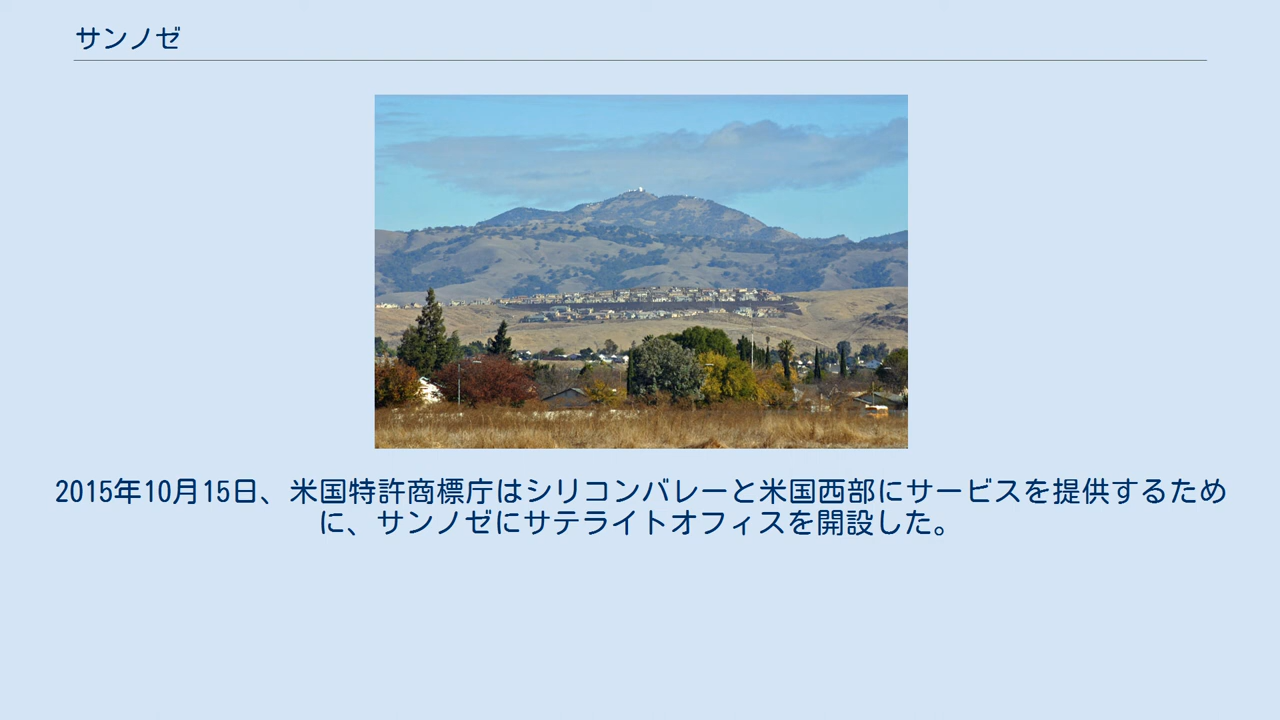 サンノゼ
2015年10月15日、米国特許商標庁はシリコンバレーと米国西部にサービスを提供するため
に、サンノゼにサテライトオフィスを開設した。